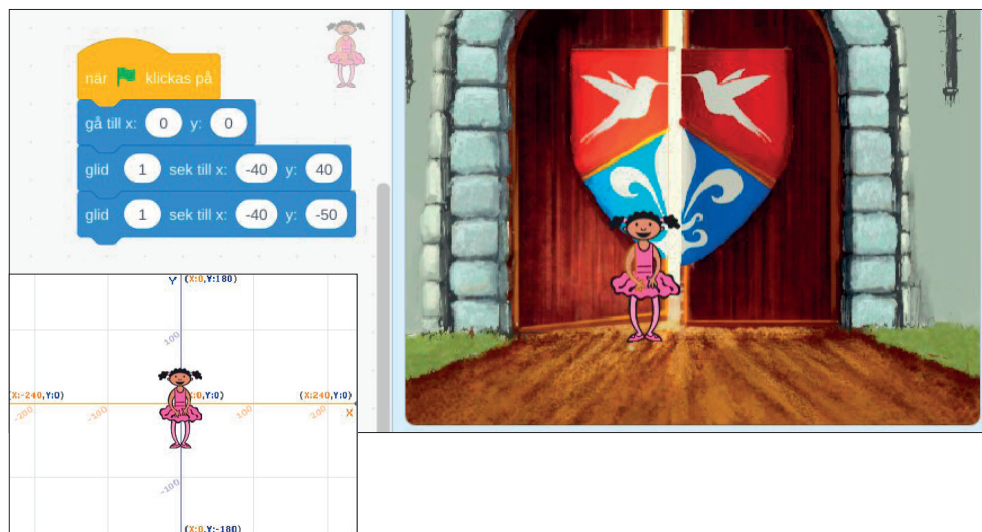 när klickas på
gå till x: 0 y: 0
glid 1 sek till x: -40 y: 40
glid 1 sek till x: -40 y: -50
Y (X:0,Y:180)
100
(X:-240,Y:0) (X:0,Y:0) (X:240,Y:0)
-200 -100 100 200 X
-100
(X:0,Y:-180)